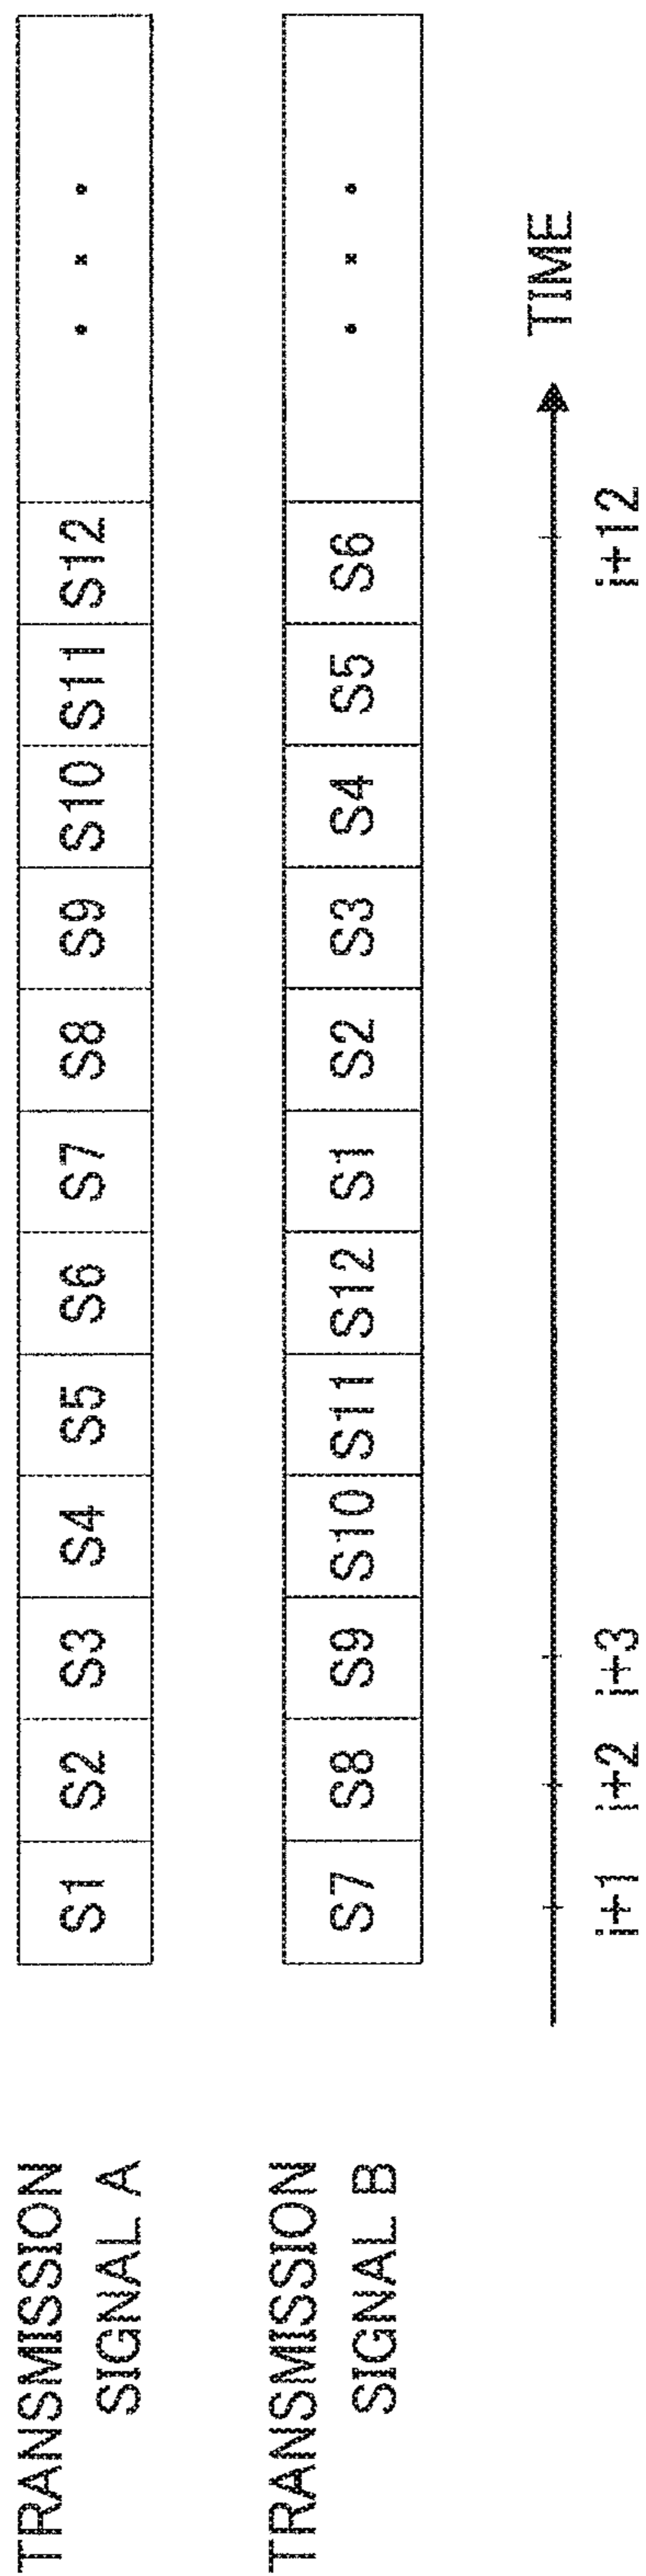 TRANSMISSION
SIGNAL A
S1 S2 S3 S4 S5 S6 S7 S8 S9 S10 S11 S12
TRANSMISSION
SIGNAL B
S7 S8 S9 S10 S11 S12 S1 S2 S3 S4 S5 S6
TIME
i+1 i+2 i+3 i+12